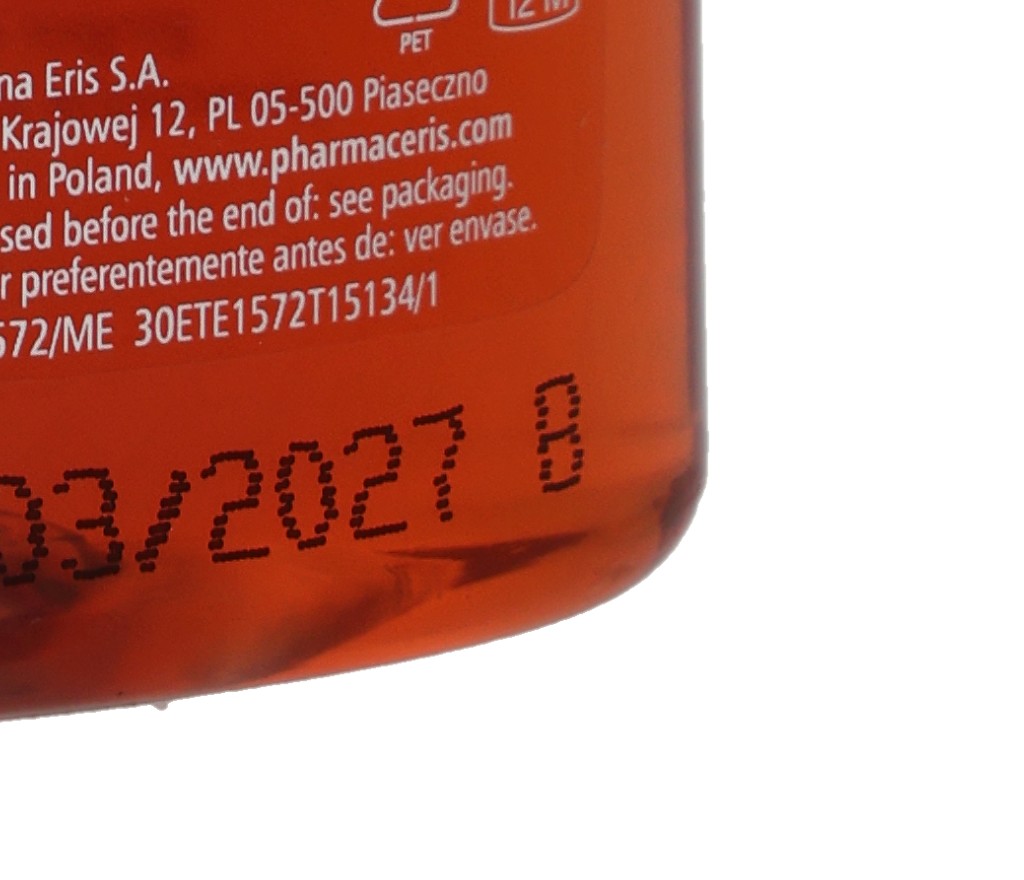 12 M
PET
na Eris S.A.
Krajowej 12, PL 05-500 Piaseczno
in Poland, www.pharmaceris.com
sed before the end of: see packaging.
r preferentemente antes de: ver envase.
572/ME 30ETE1572T15134/1
03/2027 B